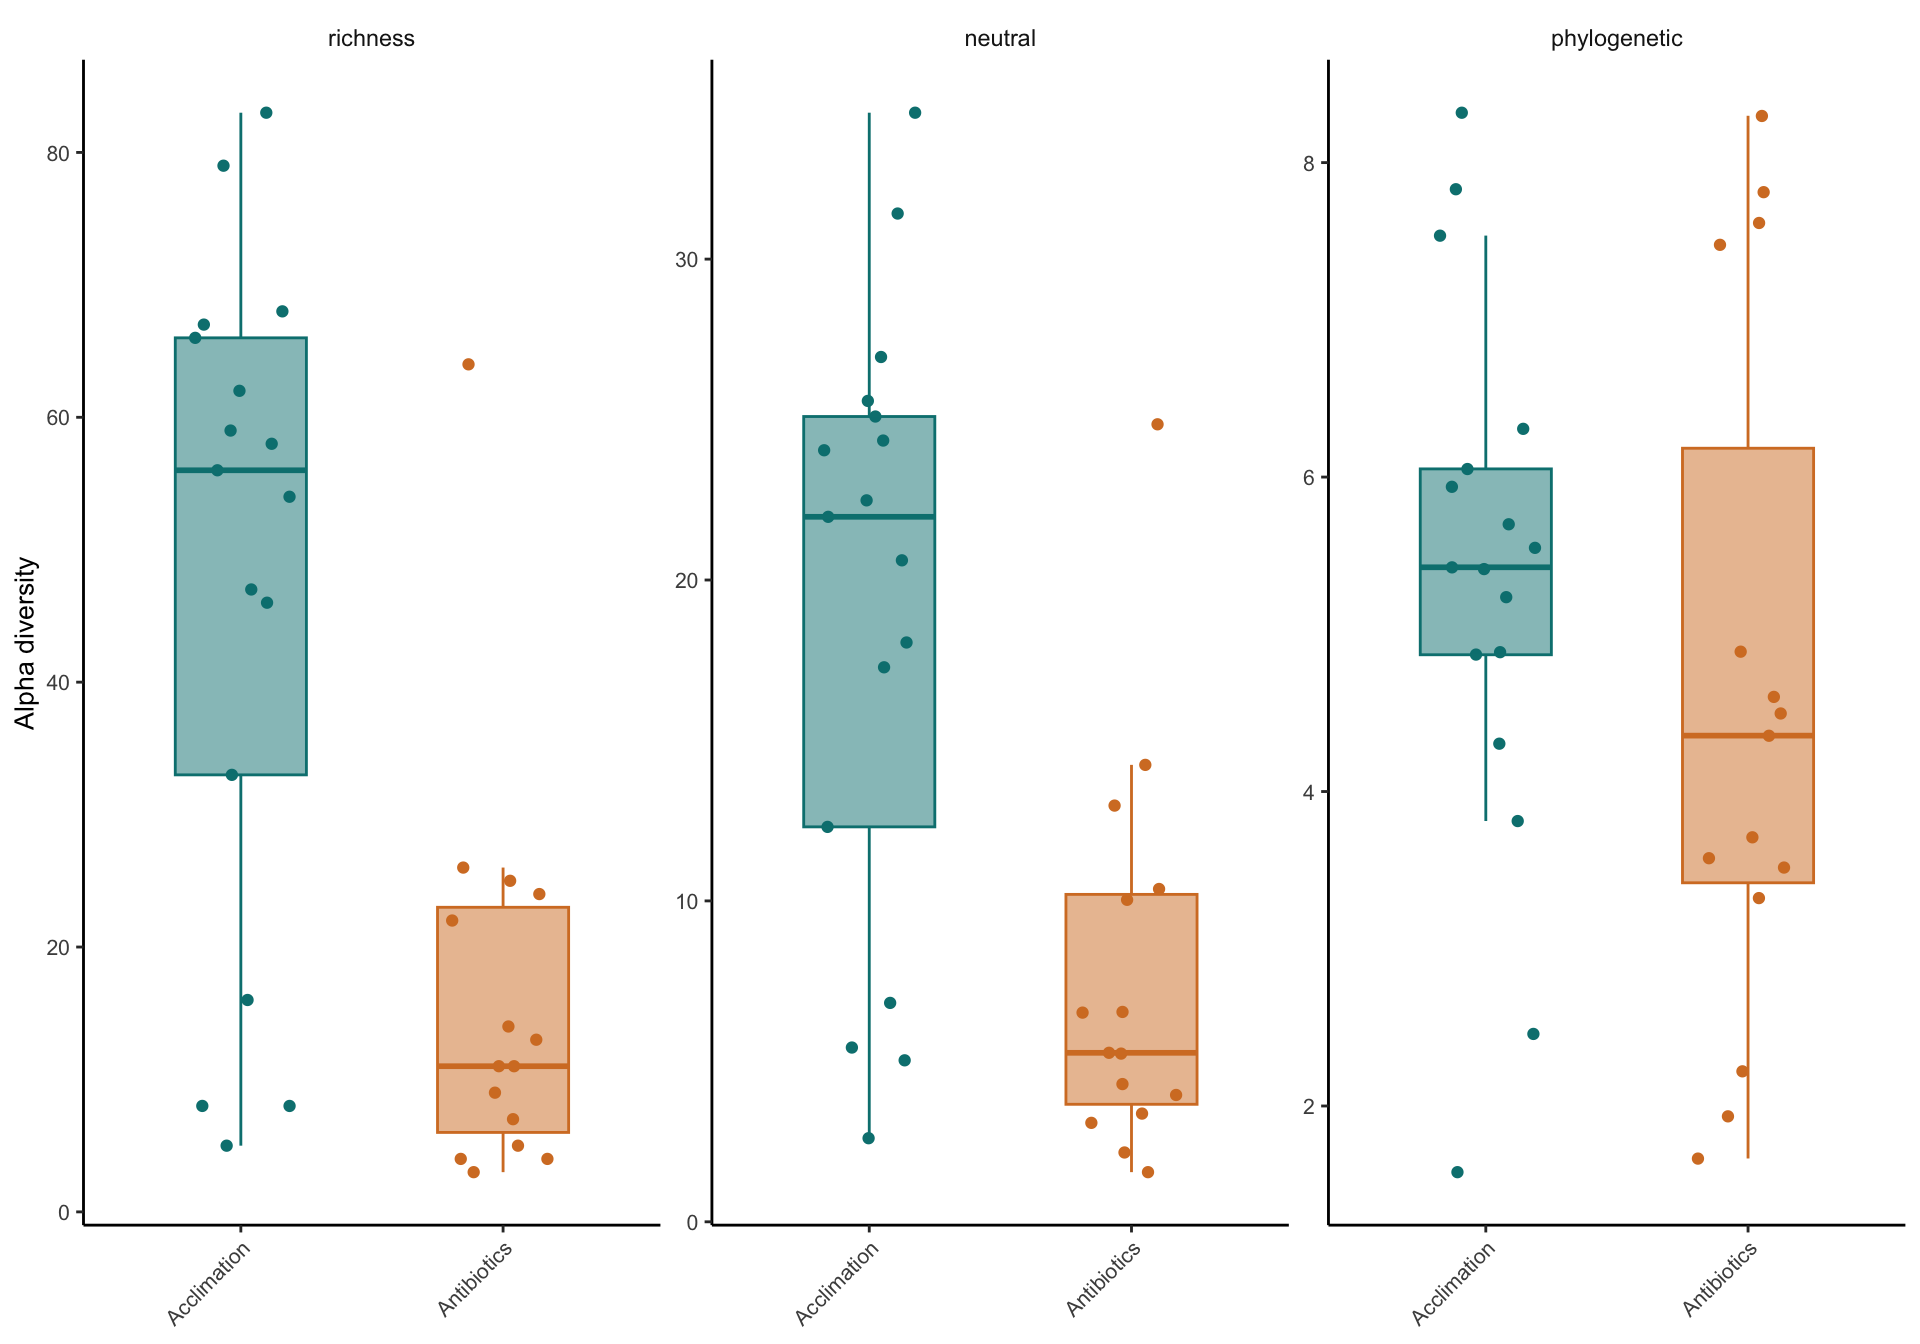 richness
neutral
phylogenetic
Alpha diversity
80
60
40
20
0
30
20
10
0
8
6
4
2
Acclimation
Antibiotics
Acclimation
Antibiotics
Acclimation
Antibiotics